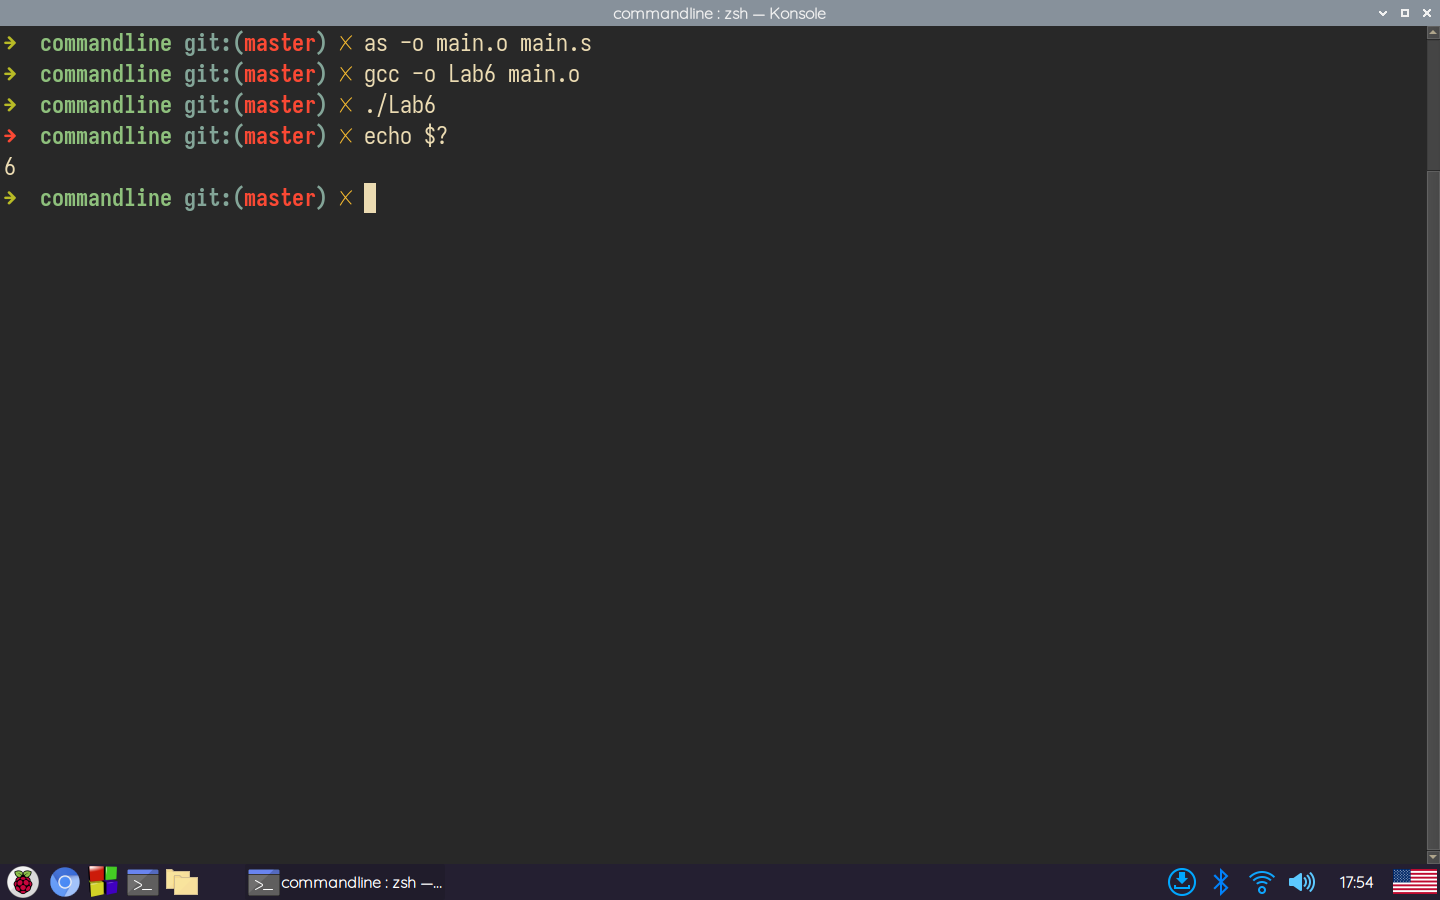 commandline : zsh — Konsole
➜ commandline git:(master) ✗ as -o main.o main.s
➜ commandline git:(master) ✗ gcc -o Lab6 main.o
➜ commandline git:(master) ✗ ./Lab6
➜ commandline git:(master) ✗ echo $?
6
➜ commandline git:(master) ✗
commandline : zsh —...
17:54